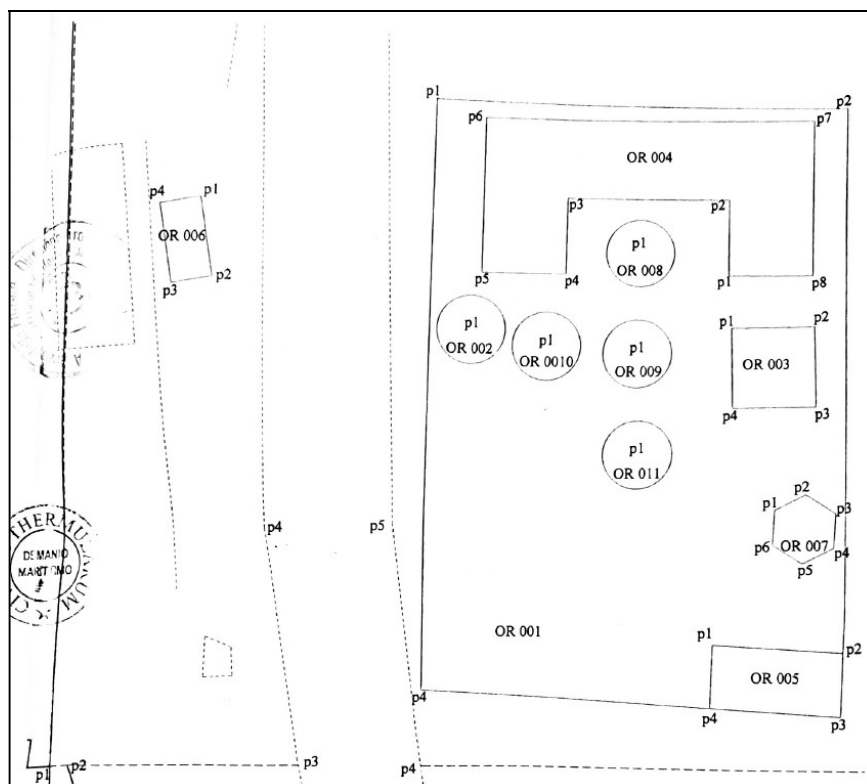 p1
p2
p6
p7
OR 004
p4
p1
p3
p2
OR 006
p1
OR 008
p3
p2
p5
p4
p1
p8
p1
OR 002
p1
OR 0010
p1
OR 009
p1
p2
OR 003
p4
p3
p1
OR 011
p2
p1
p3
p4
p5
p6
OR 007
p4
p5
THERMULARUM
DEMANIO
MARITTIMO
OR 001
p1
p2
OR 005
p4
p4
p3
p1
p2
p3
p4